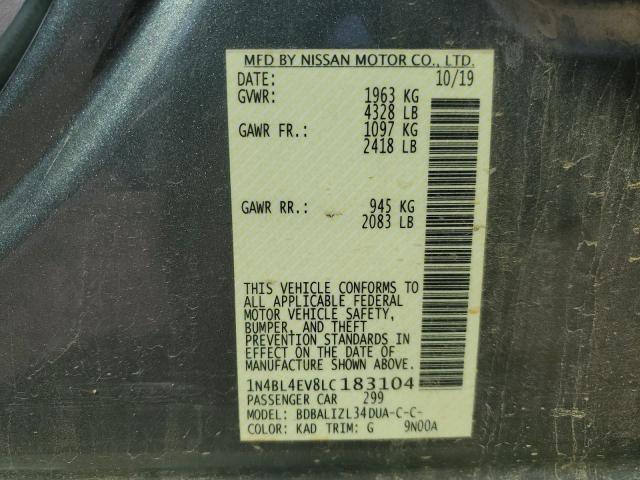 MFD BY NISSAN MOTOR CO., LTD.
DATE: 10/19
GVWR: 1963 KG
4328 LB
GAWR FR.: 1097 KG
2418 LB
GAWR RR.: 945 KG
2083 LB
THIS VEHICLE CONFORMS TO
ALL APPLICABLE FEDERAL
MOTOR VEHICLE SAFETY,
BUMPER, AND THEFT
PREVENTION STANDARDS IN
EFFECT ON THE DATE OF
MANUFACTURE SHOWN ABOVE.
1N4BL4EV8LC183104
PASSENGER CAR 299
MODEL: BDBALIZL34DUA-C-C-
COLOR: KAD TRIM: G 9N00A